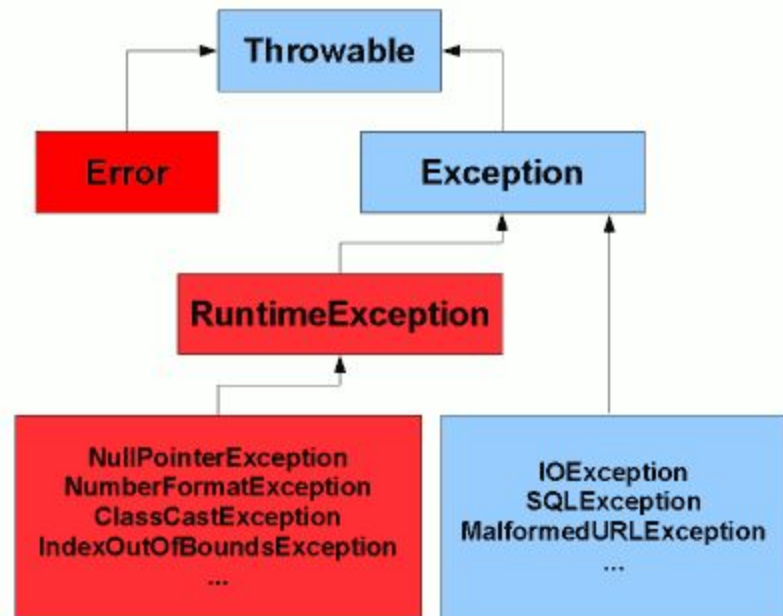 Throwable
Error
Exception
RuntimeException
NullPointerException
NumberFormatException
ClassCastException
IndexOutOfBoundsException
...
IOException
SQLException
MalformedURLException
...